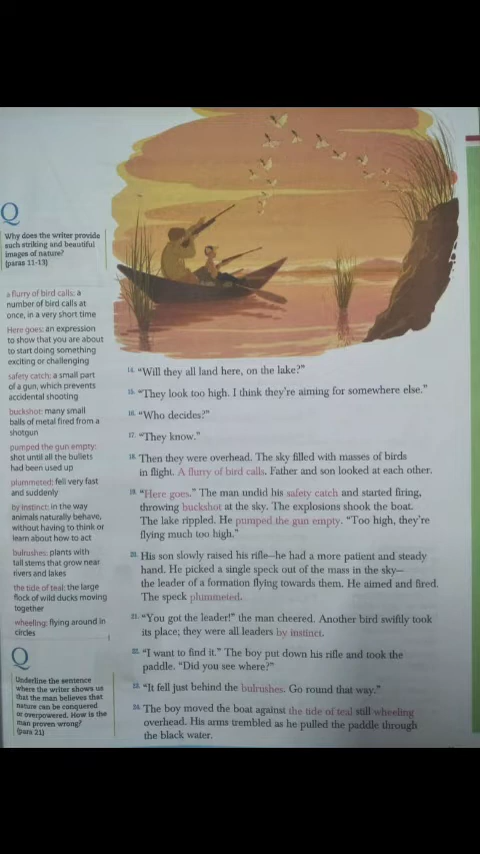 Q
Why does the writer provide
such striking and beautiful
images of nature?
(paras 11-13)
a flurry of bird calls: a
number of bird calls at
once, in a very short time
Here goes: an expression
to show that you are about
to start doing something
exciting or challenging
safety catch: a small part
of a gun, which prevents
accidental shooting
buckshot: many small
balls of metal fired from a
shotgun
pumped the gun empty:
shot until all the bullets
had been used up
plummeted: fell very fast
and suddenly
by instinct: in the way
animals naturally behave,
without having to think or
learn about how to act
bulrushes: plants with
tall stems that grow near
rivers and lakes
the tide of teal: the large
flock of wild ducks moving
together
wheeling: flying around in
circles
Q
Underline the sentence
where the writer shows us
that the man believes that
nature can be conquered
or overpowered. How is the
man proven wrong?
(para 21)
14. "Will they all land here, on the lake?"
15. "They look too high. I think they're aiming for somewhere else."
16. "Who decides?"
17. "They know."
18. Then they were overhead. The sky filled with masses of birds
in flight. A flurry of bird calls. Father and son looked at each other.
19. "Here goes." The man undid his safety catch and started firing,
throwing buckshot at the sky. The explosions shook the boat.
The lake rippled. He pumped the gun empty. "Too high, they're
flying much too high."
20. His son slowly raised his rifle—he had a more patient and steady
hand. He picked a single speck out of the mass in the sky—
the leader of a formation flying towards them. He aimed and fired.
The speck plummeted.
21. "You got the leader!" the man cheered. Another bird swiftly took
its place; they were all leaders by instinct.
22. "I want to find it." The boy put down his rifle and took the
paddle. "Did you see where?"
23. "It fell just behind the bulrushes. Go round that way."
24. The boy moved the boat against the tide of teal still wheeling
overhead. His arms trembled as he pulled the paddle through
the black water.